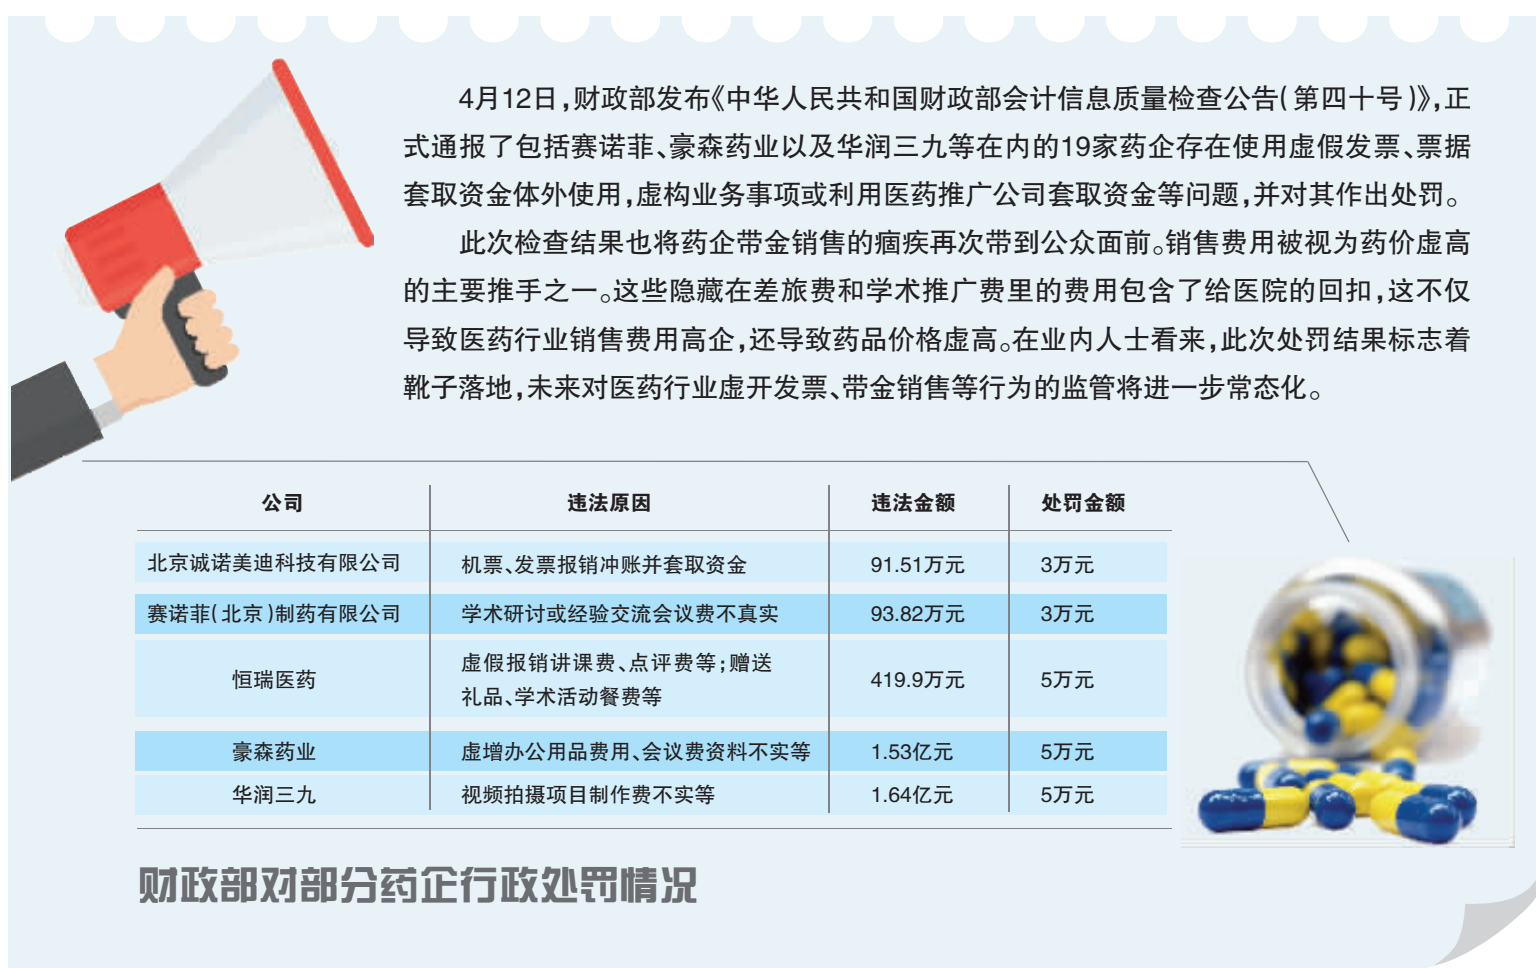 4月12日，财政部发布《中华人民共和国财政部会计信息质量检查公告(第四十号)》，正
式通报了包括赛诺菲、豪森药业以及华润三九等在内的19家药企存在使用虚假发票、票据
套取资金体外使用，虚构业务事项或利用医药推广公司套取资金等问题，并对其作出处罚。
此次检查结果也将药企带金销售的痼疾再次带到公众面前。销售费用被视为药价虚高
的主要推手之一。这些隐藏在差旅费和学术推广费里的费用包含了给医院的回扣，这不仅
导致医药行业销售费用高企，还导致药品价格虚高。在业内人士看来，此次处罚结果标志着
靴子落地，未来对医药行业虚开发票、带金销售等行为的监管将进一步常态化。
公司 违法原因 违法金额 处罚金额
北京诚诺美迪科技有限公司 机票、发票报销冲账并套取资金 91.51万元 3万元
赛诺菲(北京)制药有限公司 学术研讨或经验交流会议费不真实 93.82万元 3万元
恒瑞医药 虚假报销讲课费、点评费等；赠送
礼品、学术活动餐费等 419.9万元 5万元
豪森药业 虚增办公用品费用、会议费资料不实等 1.53亿元 5万元
华润三九 视频拍摄项目制作费不实等 1.64亿元 5万元
财政部对部分药企行政处罚情况